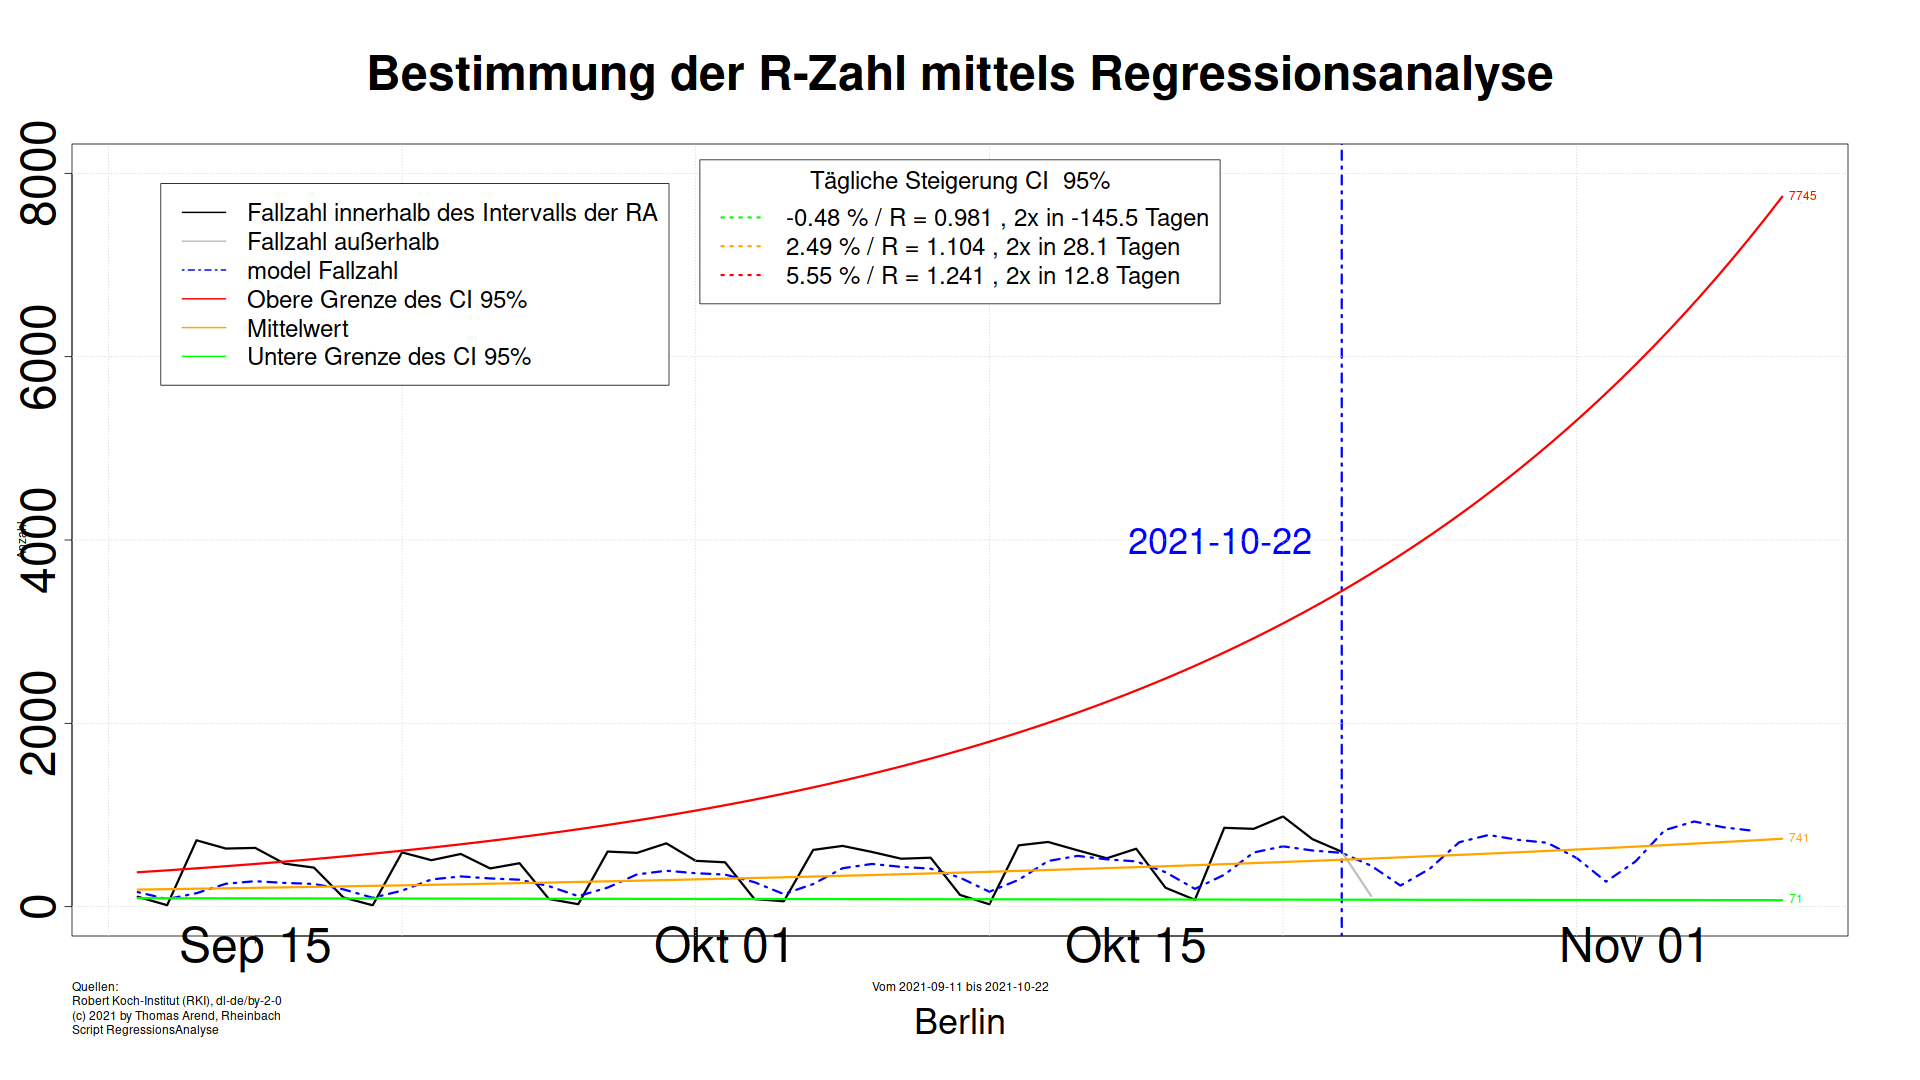 Bestimmung der R-Zahl mittels Regressionsanalyse
Fallzahl innerhalb des Intervalls der RA
Fallzahl außerhalb
model Fallzahl
Obere Grenze des CI 95%
Mittelwert
Untere Grenze des CI 95%
Tägliche Steigerung CI 95%
-0.48 % / R = 0.981 , 2x in -145.5 Tagen
2.49 % / R = 1.104 , 2x in 28.1 Tagen
5.55 % / R = 1.241 , 2x in 12.8 Tagen
8000
6000
4000
2000
0
Anzahl
2021-10-22
7745
741
71
Sep 15
Okt 01
Okt 15
Nov 01
Quellen:
Robert Koch-Institut (RKI), dl-de/by-2-0
(c) 2021 by Thomas Arend, Rheinbach
Script RegressionsAnalyse
Vom 2021-09-11 bis 2021-10-22
Berlin